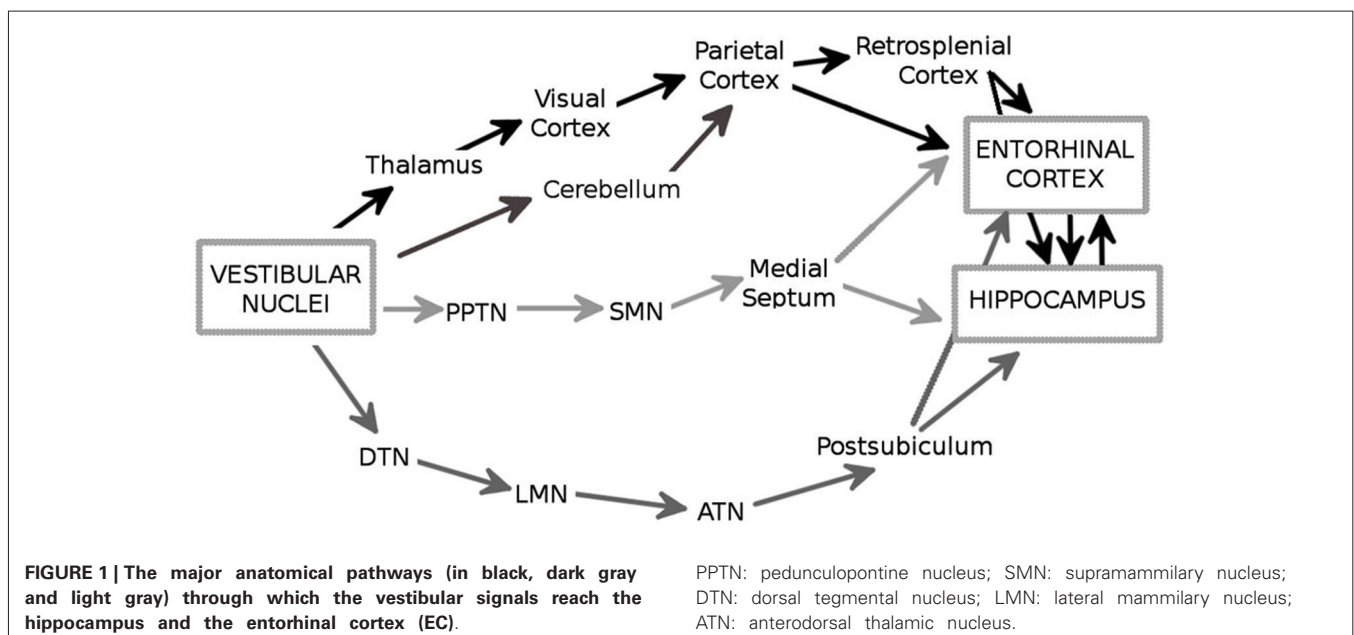 Parietal
Cortex
Retrosplenial
Cortex
Visual
Cortex
Thalamus
Cerebellum
ENTORHINAL
CORTEX
VESTIBULAR
NUCLEI
PPTN
SMN
Medial
Septum
HIPPOCAMPUS
DTN
LMN
ATN
Postsubiculum
FIGURE 1 | The major anatomical pathways (in black, dark gray
and light gray) through which the vestibular signals reach the
hippocampus and the entorhinal cortex (EC).
PPTN: pedunculopontine nucleus; SMN: supramammilary nucleus;
DTN: dorsal tegmental nucleus; LMN: lateral mammilary nucleus;
ATN: anterodorsal thalamic nucleus.